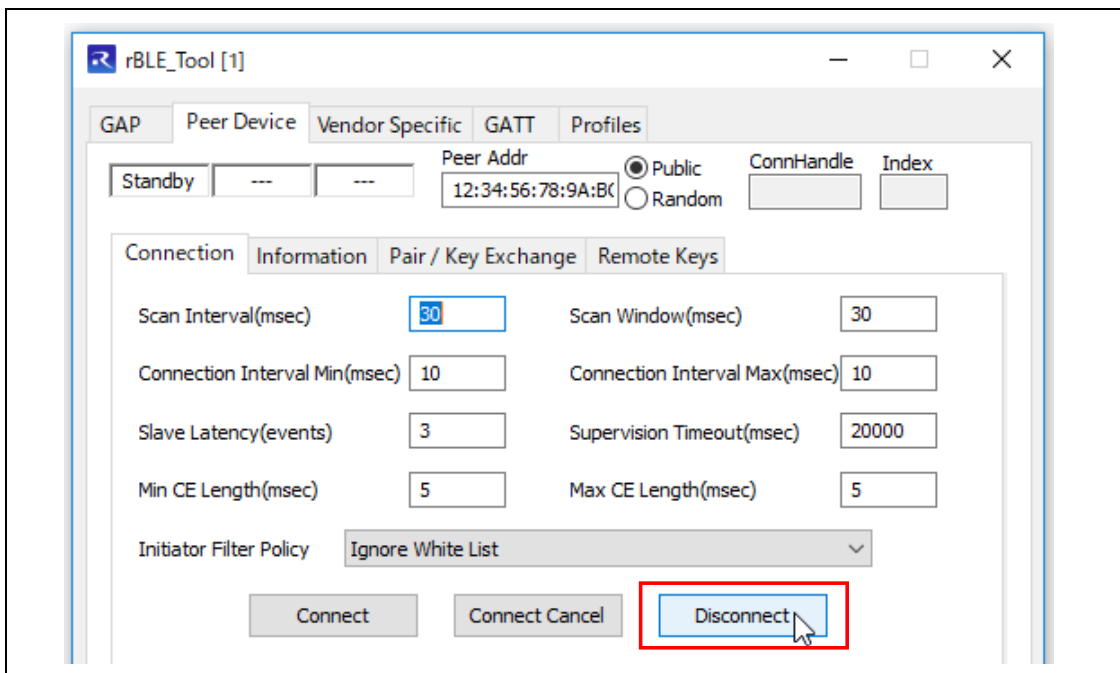 rBLE_Tool [1]
GAP Peer Device Vendor Specific GATT Profiles
Peer Addr ConnHandle Index
Standby --- --- 12:34:56:78:9A:B Public
Random
Connection Information Pair / Key Exchange Remote Keys
Scan Interval(msec) 30 Scan Window(msec) 30
Connection Interval Min(msec) 10 Connection Interval Max(msec) 10
Slave Latency(events) 3 Supervision Timeout(msec) 20000
Min CE Length(msec) 5 Max CE Length(msec) 5
Initiator Filter Policy Ignore White List
Connect Connect Cancel Disconnect